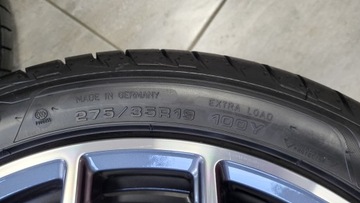 MADE IN GERMANY
EXTRA LOAD
275/35R19 100Y